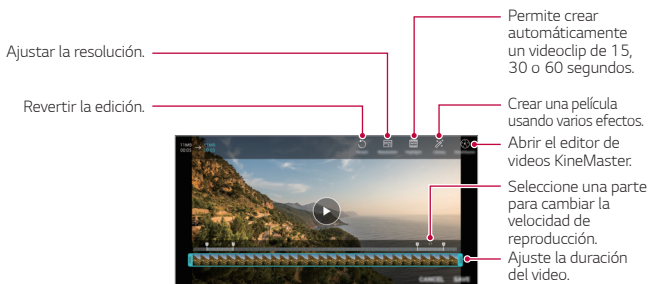 Permite crear
automáticamente
un videoclip de 15,
30 o 60 segundos.
Ajustar la resolución.
Revertir la edición.
Crear una película
usando varios efectos.
Abrir el editor de
videos KineMaster.
Seleccione una parte
para cambiar la
velocidad de
reproducción.
Ajuste la duración
del video.
CANCEL SAVE